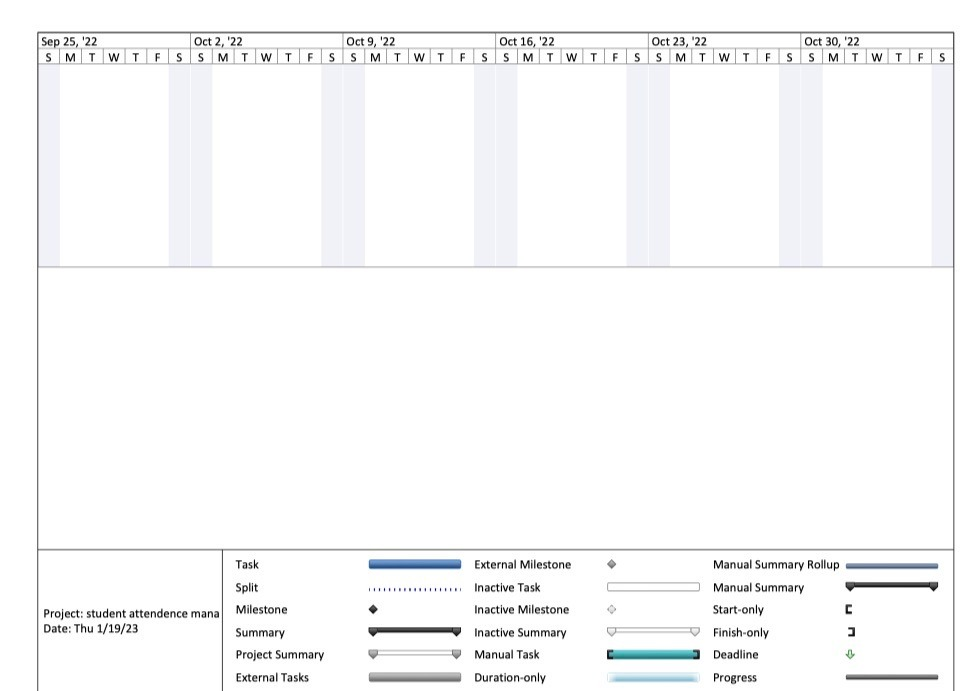 Sep 25, '22 Oct 2, '22 Oct 9, '22 Oct 16, '22 Oct 23, '22 Oct 30, '22
S M T W T F S S M T W T F S S M T W T F S S M T W T F S S M T W T F S S M T W T F S
Project: student attendence mana
Date: Thu 1/19/23
Task
Split
Milestone
Summary
Project Summary
External Tasks
External Milestone
Inactive Task
Inactive Milestone
Inactive Summary
Manual Task
Duration-only
Manual Summary Rollup
Manual Summary
Start-only
Finish-only
Deadline
Progress